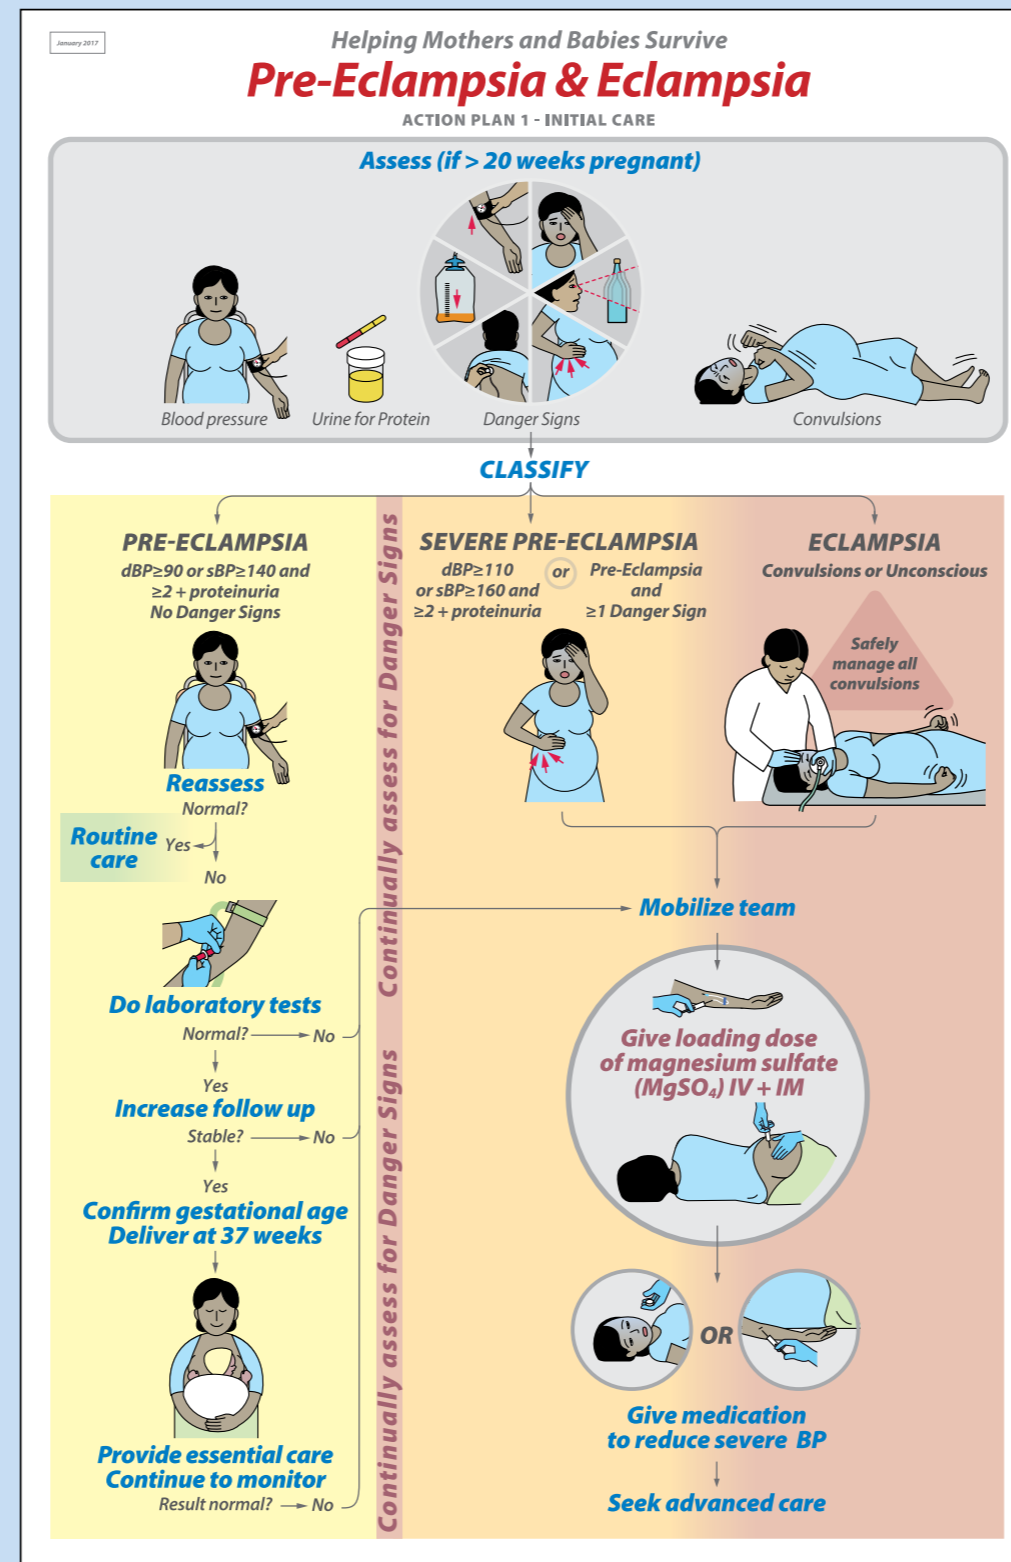 January 2017
Helping Mothers and Babies Survive
Pre-Eclampsia & Eclampsia
ACTION PLAN 1 - INITIAL CARE
Assess (if > 20 weeks pregnant)
Blood pressure
Urine for Protein
Danger Signs
Convulsions
CLASSIFY
PRE-ECLAMPSIA
dBP≥90 or sBP≥140 and
≥2 + proteinuria
No Danger Signs
Reassess
Normal?
Yes
Routine
care
No
Do laboratory tests
Normal?
No
Yes
Increase follow up
Stable?
No
Yes
Confirm gestational age
Deliver at 37 weeks
Provide essential care
Continue to monitor
Result normal?
No
Continually assess for Danger Signs
Continually assess for Danger Signs
SEVERE PRE-ECLAMPSIA
dBP≥110
or sBP≥160 and
≥2 + proteinuria
or
Pre-Eclampsia
and
≥1 Danger Sign
ECLAMPSIA
Convulsions or Unconscious
Safely
manage all
convulsions
Mobilize team
Give loading dose
of magnesium sulfate
(MgSO₄) IV + IM
OR
Give medication
to reduce severe BP
Seek advanced care